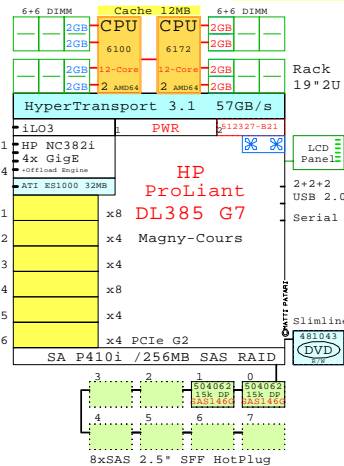 6+6 DIMM Cache 12MB 6+6 DIMM
2GB CPU CPU 2GB
2GB 6100 6172 2GB
2GB 12-Core 12-Core 2GB
2GB 2 AMD64 2 AMD64 2GB
Rack
19"2U
HyperTransport 3.1 57GB/s
iLO3 1 PWR 2 512327-B21
1 HP NC382i
4x GigE
4 +Offload Engine
ATI ES1000 32MB
LCD
Panel
HP
ProLiant
DL385 G7
Magny-Cours
2+2+2
USB 2.0
Serial
1 x8
2 x4
3 x4
4 x8
5 x4
6 x4 PCIe G2
©MATTI PATARI
Slimline
481043
DVD
R/W
SA P410i /256MB SAS RAID
3 2 1 0
504062 504062
15k DP 15k DP
SAS146G SAS146G
4 5 6 7
8xSAS 2.5" SFF HotPlug